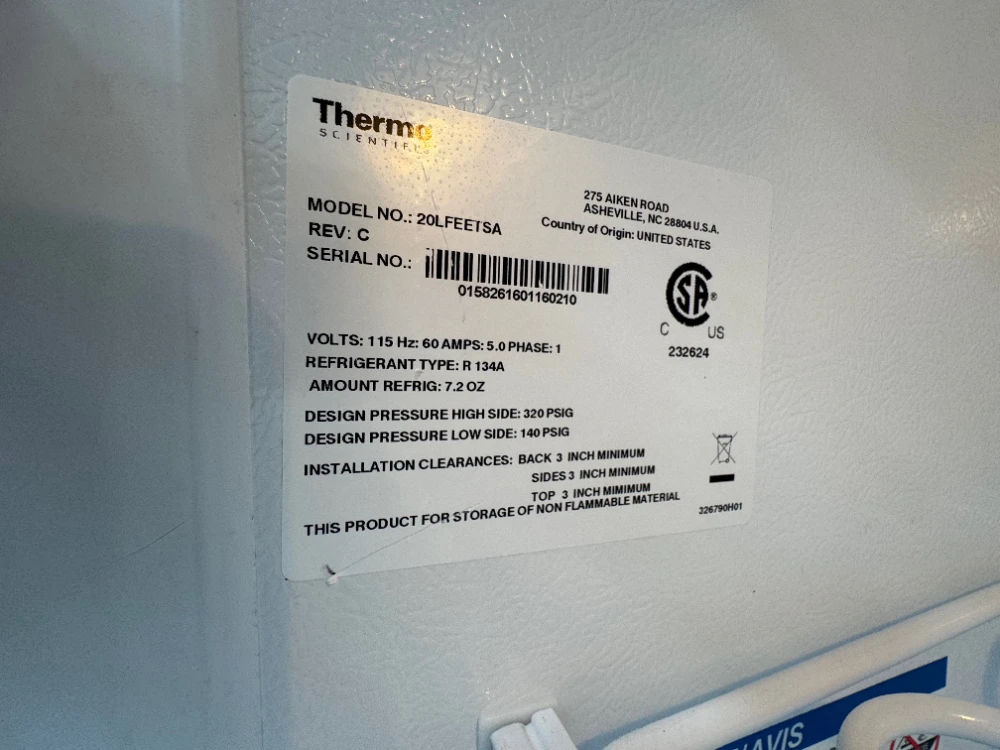 Thermo
SCIENTIFIC
275 AIKEN ROAD
ASHEVILLE, NC 28804 U.S.A.
Country of Origin: UNITED STATES
MODEL NO.: 20LFEETSA
REV: C
SERIAL NO.:
0158261601160210
SA®
C US
232624
VOLTS: 115 Hz: 60 AMPS: 5.0 PHASE: 1
REFRIGERANT TYPE: R 134A
AMOUNT REFRIG: 7.2 OZ
DESIGN PRESSURE HIGH SIDE: 320 PSIG
DESIGN PRESSURE LOW SIDE: 140 PSIG
INSTALLATION CLEARANCES: BACK 3 INCH MINIMUM
SIDES 3 INCH MINIMUM
TOP 3 INCH MIMIMUM
THIS PRODUCT FOR STORAGE OF NON FLAMMABLE MATERIAL
326790H01